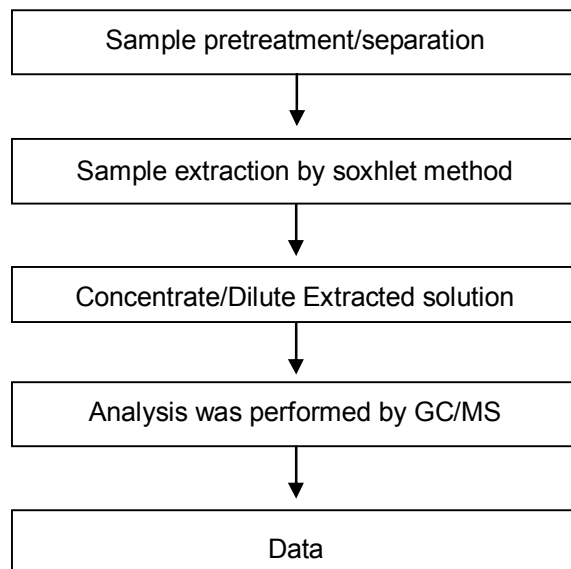 Sample pretreatment/separation
Sample extraction by soxhlet method
Concentrate/Dilute Extracted solution
Analysis was performed by GC/MS
Data